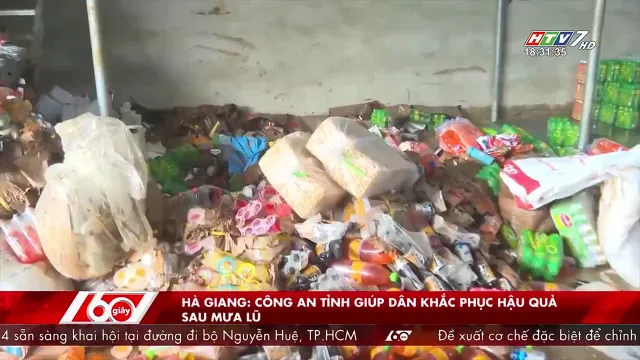 HTV7 HD
18:31:35
HÀ GIANG: CÔNG AN TỈNH GIÚP DÂN KHẮC PHỤC HẬU QUẢ
SAU MƯA LŨ
60 giây
4 sẵn sàng khai hội tại đường đi bộ Nguyễn Huệ, TP.HCM
60
Đề xuất cơ chế đặc biệt để chỉnh